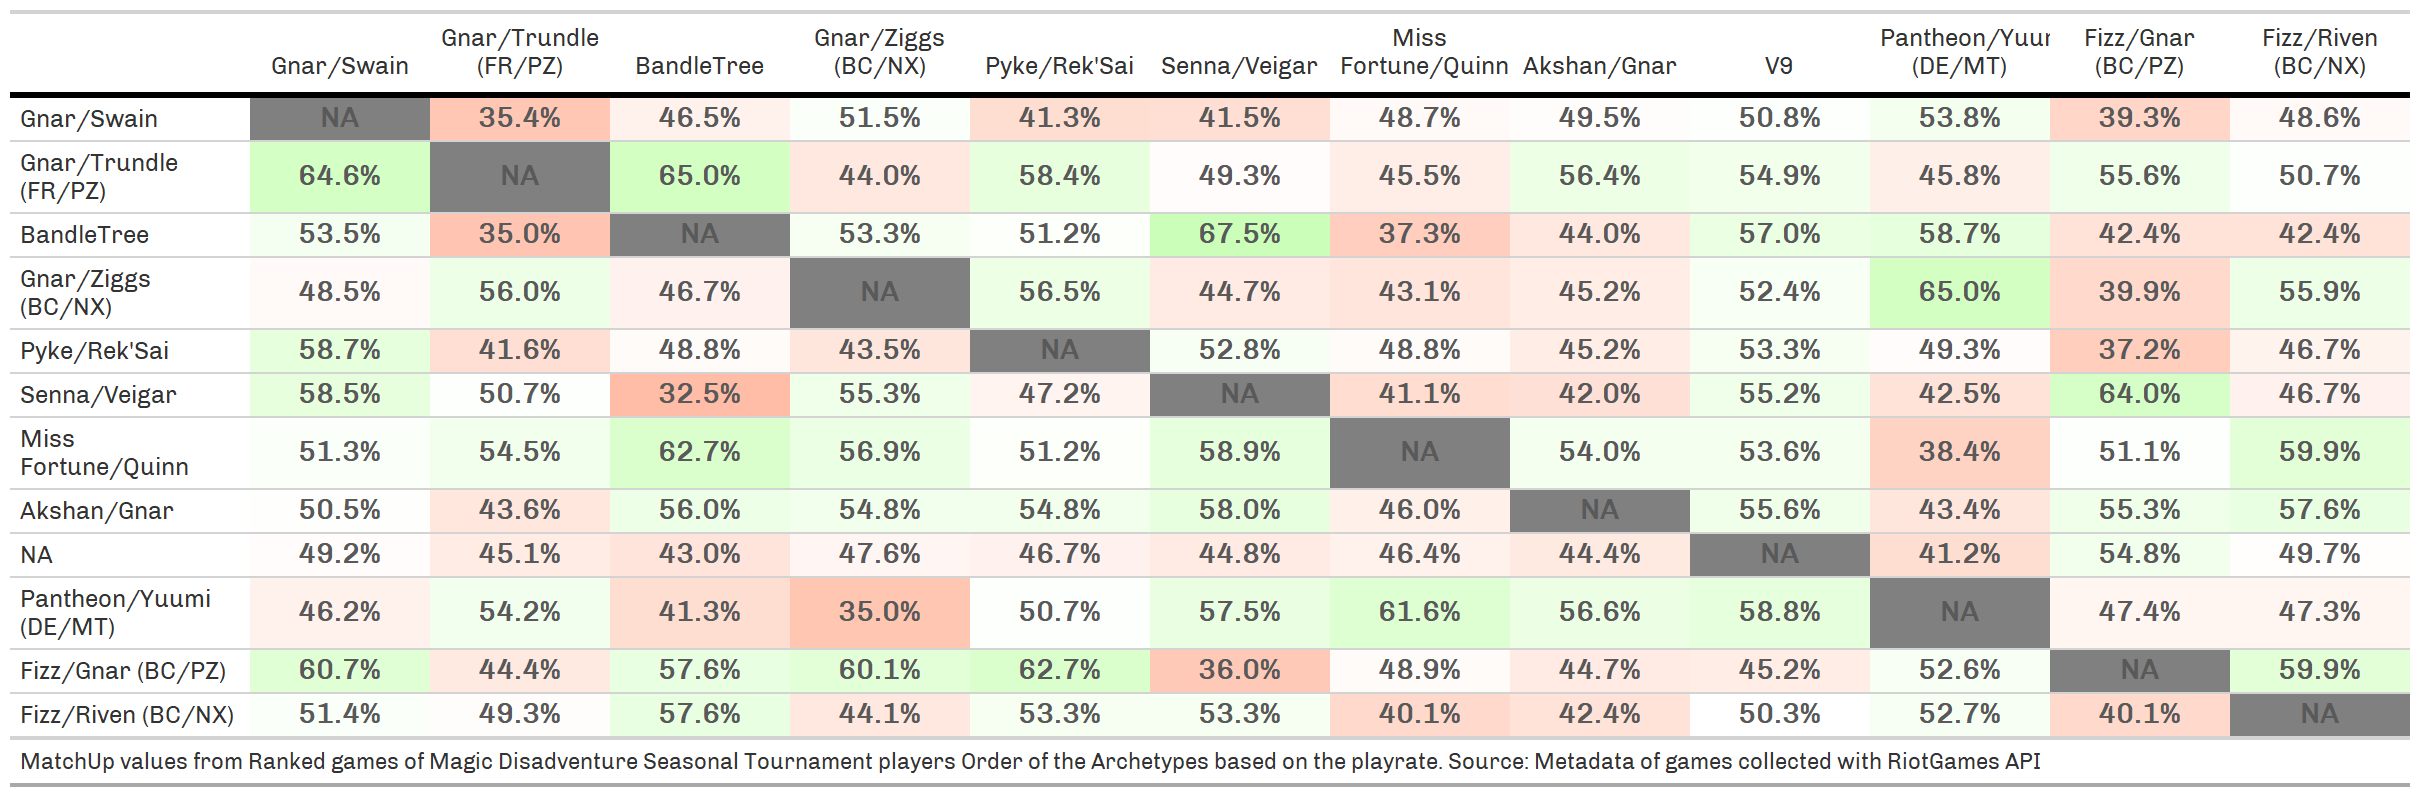 Gnar/Swain Gnar/Trundle (FR/PZ) BandleTree Gnar/Ziggs (BC/NX) Pyke/Rek'Sai Senna/Veigar Miss Fortune/Quinn Akshan/Gnar V9 Pantheon/Yuur (DE/MT) Fizz/Gnar (BC/PZ) Fizz/Riven (BC/NX)
Gnar/Swain NA 35.4% 46.5% 51.5% 41.3% 41.5% 48.7% 49.5% 50.8% 53.8% 39.3% 48.6%
Gnar/Trundle (FR/PZ) 64.6% NA 65.0% 44.0% 58.4% 49.3% 45.5% 56.4% 54.9% 45.8% 55.6% 50.7%
BandleTree 53.5% 35.0% NA 53.3% 51.2% 67.5% 37.3% 44.0% 57.0% 58.7% 42.4% 42.4%
Gnar/Ziggs (BC/NX) 48.5% 56.0% 46.7% NA 56.5% 44.7% 43.1% 45.2% 52.4% 65.0% 39.9% 55.9%
Pyke/Rek'Sai 58.7% 41.6% 48.8% 43.5% NA 52.8% 48.8% 45.2% 53.3% 49.3% 37.2% 46.7%
Senna/Veigar 58.5% 50.7% 32.5% 55.3% 47.2% NA 41.1% 42.0% 55.2% 42.5% 64.0% 46.7%
Miss Fortune/Quinn 51.3% 54.5% 62.7% 56.9% 51.2% 58.9% NA 54.0% 53.6% 38.4% 51.1% 59.9%
Akshan/Gnar 50.5% 43.6% 56.0% 54.8% 54.8% 58.0% 46.0% NA 55.6% 43.4% 55.3% 57.6%
NA 49.2% 45.1% 43.0% 47.6% 46.7% 44.8% 46.4% 44.4% NA 41.2% 54.8% 49.7%
Pantheon/Yuumi (DE/MT) 46.2% 54.2% 41.3% 35.0% 50.7% 57.5% 61.6% 56.6% 58.8% NA 47.4% 47.3%
Fizz/Gnar (BC/PZ) 60.7% 44.4% 57.6% 60.1% 62.7% 36.0% 48.9% 44.7% 45.2% 52.6% NA 59.9%
Fizz/Riven (BC/NX) 51.4% 49.3% 57.6% 44.1% 53.3% 53.3% 40.1% 42.4% 50.3% 52.7% 40.1% NA
MatchUp values from Ranked games of Magic Disadventure Seasonal Tournament players Order of the Archetypes based on the playrate. Source: Metadata of games collected with RiotGames API